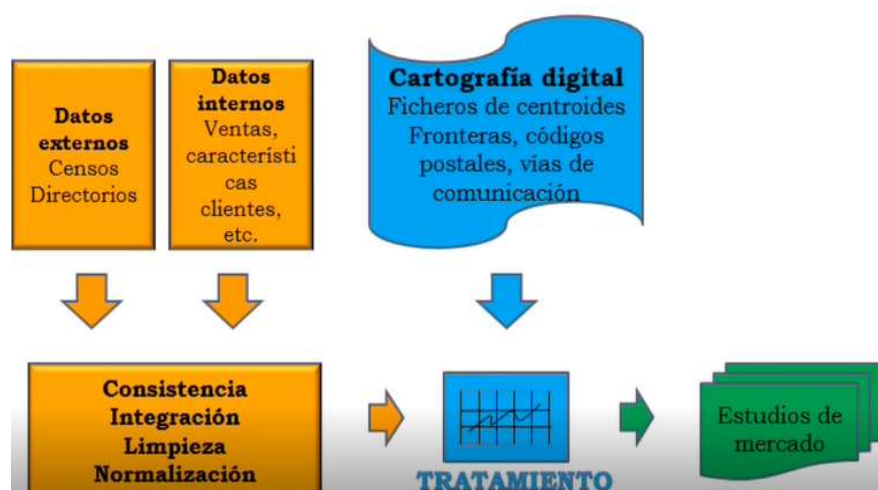 Datos
externos
Censos
Directorios
Datos
internos
Ventas,
característi
cas
clientes,
etc.
Cartografía digital
Ficheros de centroides
Fronteras, códigos
postales, vías de
comunicación
Consistencia
Integración
Limpieza
Normalización
TRATAMIENTO
Estudios de
mercado